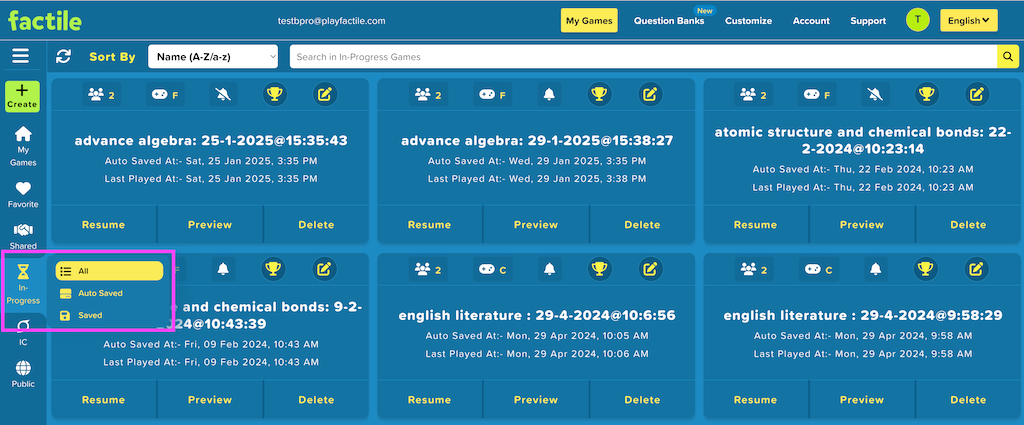 factile
testbpro@playfactile.com
My Games
Question Banks
New
Customize
Account
Support
T
English
Sort By
Name (A-Z/a-z)
Search in In-Progress Games
Create
My
Games
Favorite
Shared
In-
Progress
IC
Public
All
Auto Saved
Saved
2
F
advance algebra: 25-1-2025@15:35:43
Auto Saved At:- Sat, 25 Jan 2025, 3:35 PM
Last Played At:- Sat, 25 Jan 2025, 3:35 PM
Resume
Preview
Delete
2
F
advance algebra: 29-1-2025@15:38:27
Auto Saved At:- Wed, 29 Jan 2025, 3:35 PM
Last Played At:- Wed, 29 Jan 2025, 3:38 PM
Resume
Preview
Delete
2
F
atomic structure and chemical bonds: 22-
2-2024@10:23:14
Auto Saved At:- Thu, 22 Feb 2024, 10:23 AM
Last Played At:- Thu, 22 Feb 2024, 10:23 AM
Resume
Preview
Delete
F
e and chemical bonds: 9-2-
2024@10:43:39
Auto Saved At:- Fri, 09 Feb 2024, 10:43 AM
Last Played At:- Fri, 09 Feb 2024, 10:43 AM
Resume
Preview
Delete
2
C
english literature : 29-4-2024@10:6:56
Auto Saved At:- Mon, 29 Apr 2024, 10:05 AM
Last Played At:- Mon, 29 Apr 2024, 10:06 AM
Resume
Preview
Delete
2
C
english literature : 29-4-2024@9:58:29
Auto Saved At:- Mon, 29 Apr 2024, 9:58 AM
Last Played At:- Mon, 29 Apr 2024, 9:58 AM
Resume
Preview
Delete